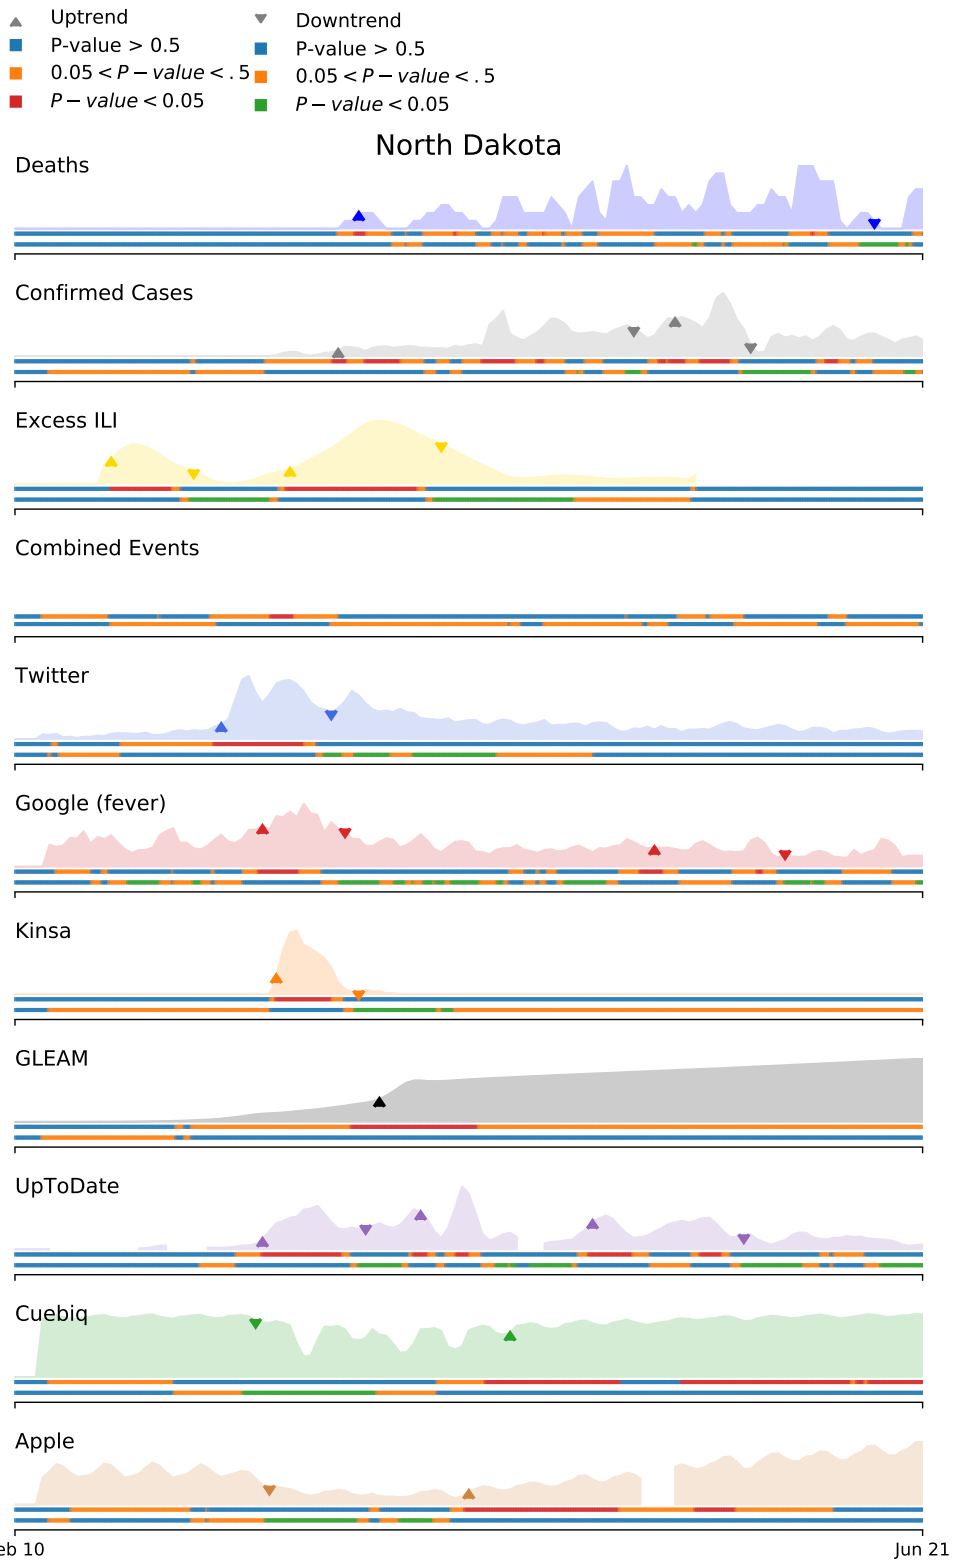 Uptrend
P-value > 0.5
0.05 < P − value < .5
P − value < 0.05
Downtrend
P-value > 0.5
0.05 < P − value < .5
P − value < 0.05
North Dakota
Deaths
Confirmed Cases
Excess ILI
Combined Events
Twitter
Google (fever)
Kinsa
GLEAM
UpToDate
Cuebiq
Apple
eb 10
Jun 21